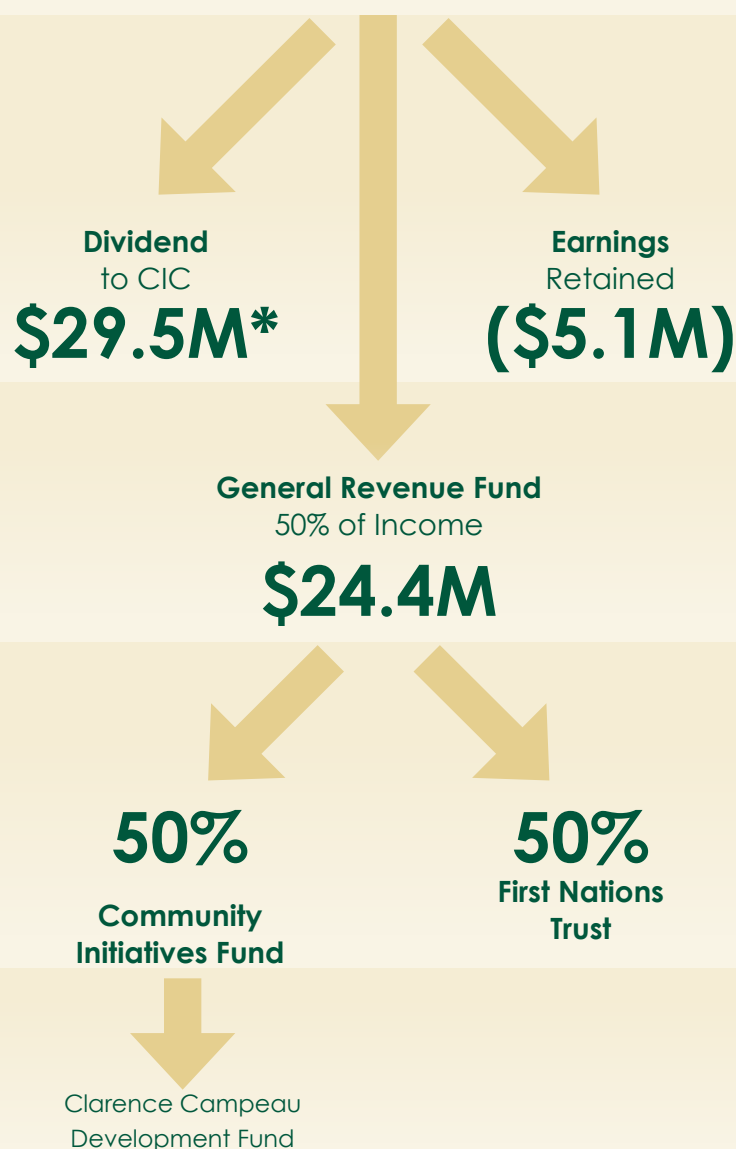 Dividend
to CIC
$29.5M*
Earnings
Retained
($5.1M)
General Revenue Fund
50% of Income
$24.4M
50%
Community
Initiatives Fund
50%
First Nations
Trust
Clarence Campeau
Development Fund